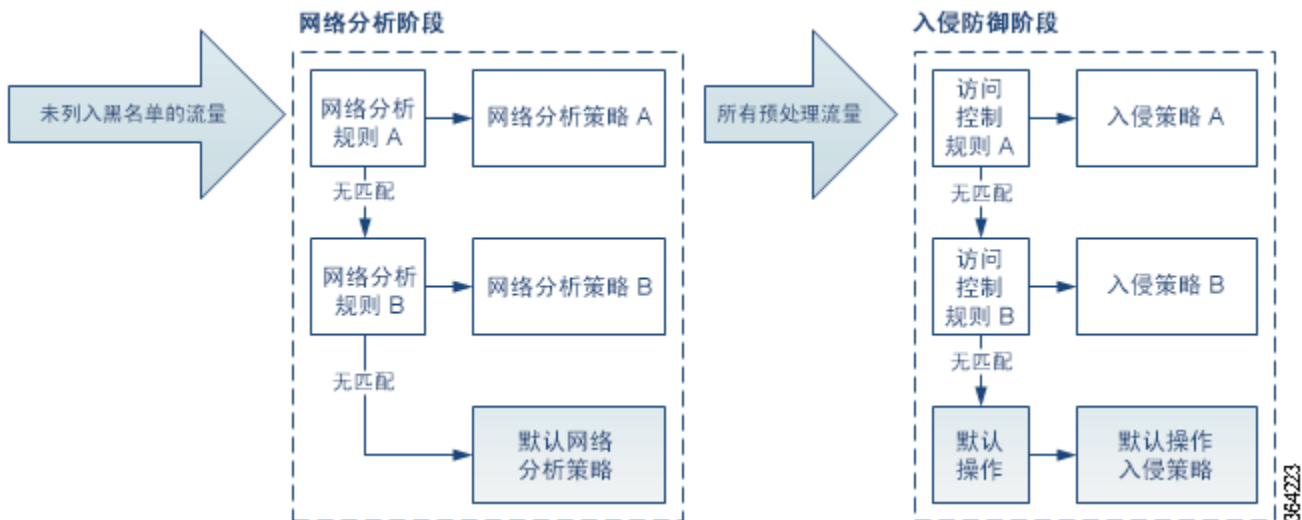 网络分析阶段
入侵防御阶段
未列入黑名单的流量
网络分析
规则 A
网络分析策略 A
无匹配
网络分析
规则 B
网络分析策略 B
无匹配
默认网络
分析策略
所有预处理流量
访问
控制
规则 A
入侵策略 A
无匹配
访问
控制
规则 B
入侵策略 B
无匹配
默认
操作
默认操作
入侵策略
364223